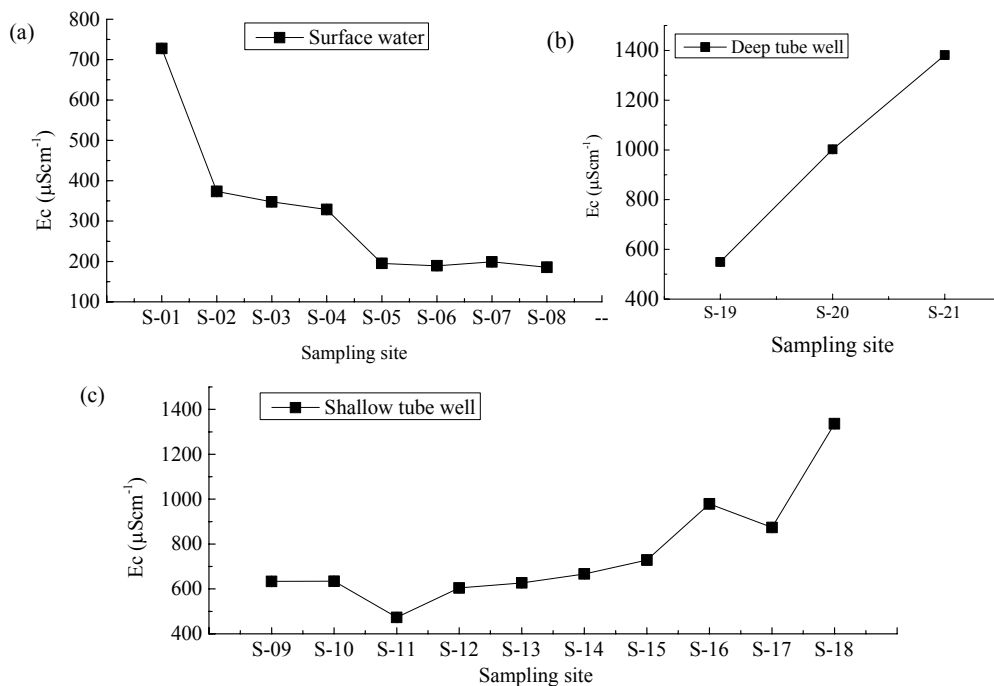 (a)
Surface water
800
700
600
500
400
300
200
100
Ec (µScm⁻¹)
S-01 S-02 S-03 S-04 S-05 S-06 S-07 S-08 --
Sampling site
(b)
Deep tube well
1400
1200
1000
800
600
400
Ec (µScm⁻¹)
S-19 S-20 S-21
Sampling site
(c)
Shallow tube well
1400
1200
1000
800
600
400
Ec (µScm⁻¹)
S-09 S-10 S-11 S-12 S-13 S-14 S-15 S-16 S-17 S-18
Sampling site